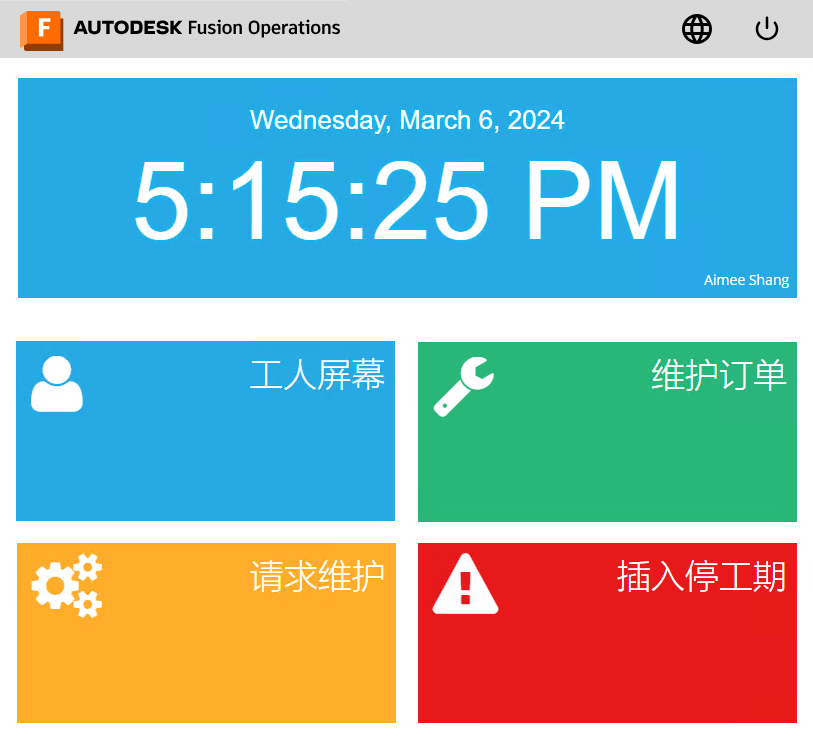 F AUTODESK Fusion Operations
Wednesday, March 6, 2024
5:15:25 PM
Aimee Shang
工人屏幕
维护订单
请求维护
插入停工期